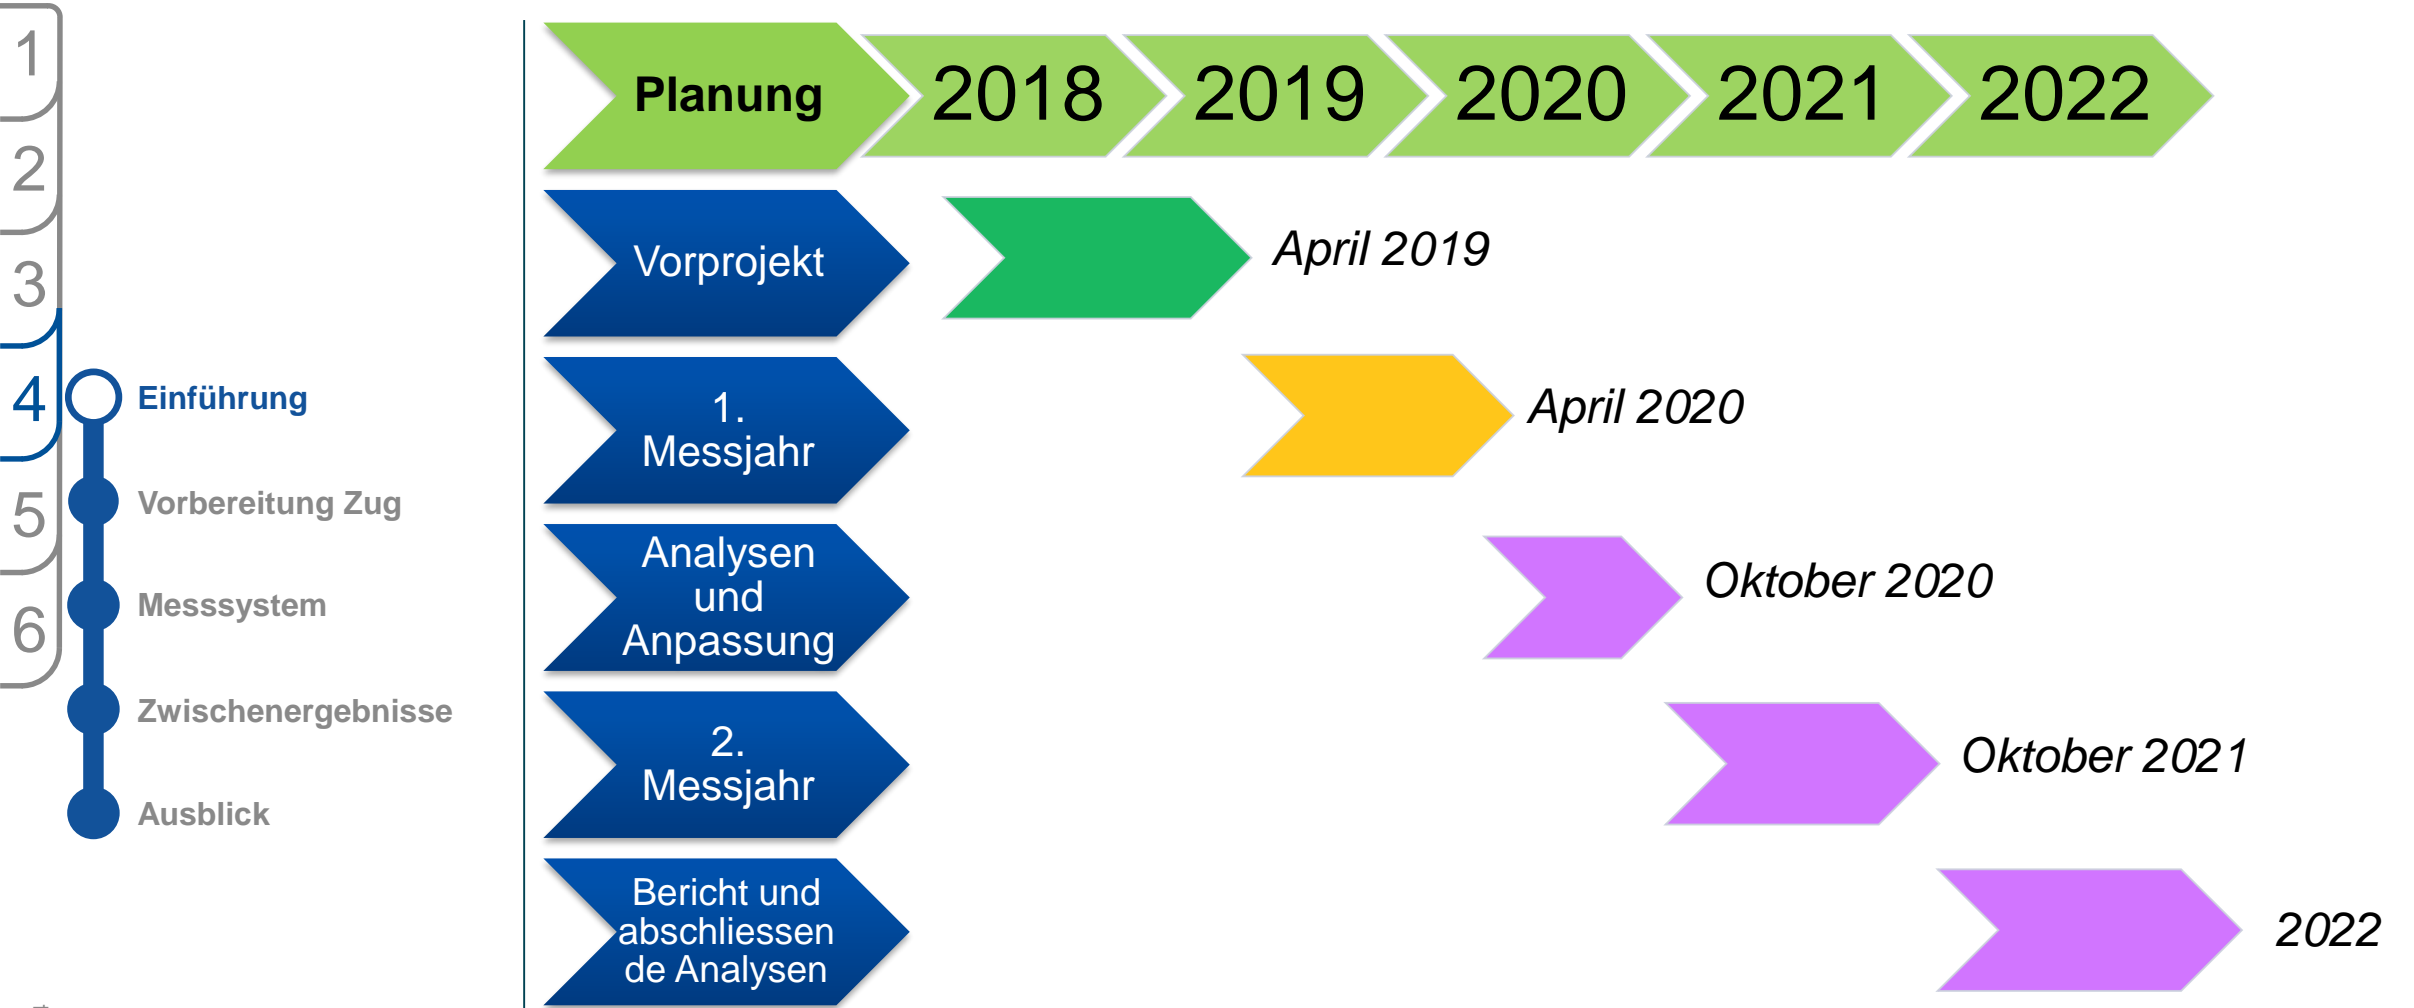 1
2
3
4
5
6
Einführung
Vorbereitung Zug
Messsystem
Zwischenergebnisse
Ausblick
Planung
2018
2019
2020
2021
2022
Vorprojekt
April 2019
1.
Messjahr
April 2020
Analysen
und
Anpassung
Oktober 2020
2.
Messjahr
Oktober 2021
Bericht und
abschliessen
de Analysen
2022